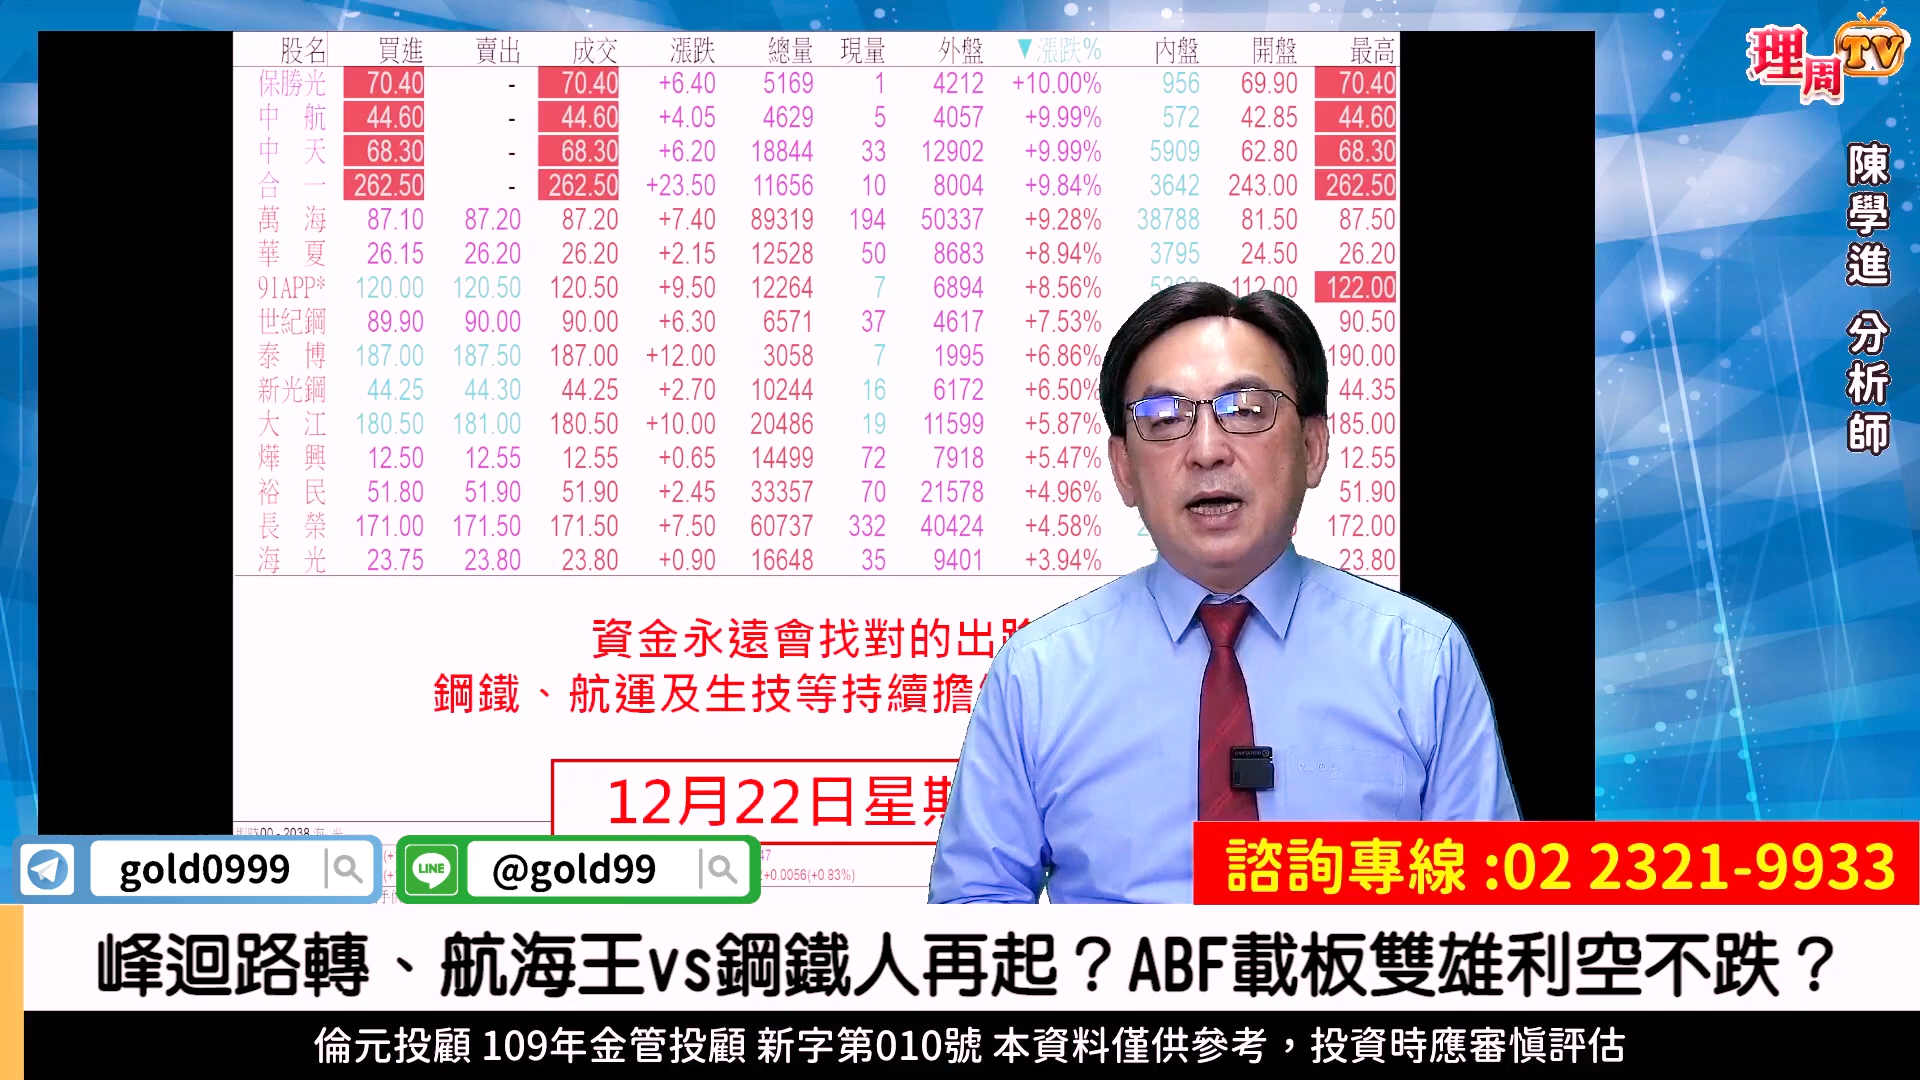 股名 買進 賣出 成交 漲跌 總量 現量 外盤 ▼漲跌% 內盤 開盤 最高
保勝光 70.40 - 70.40 +6.40 5169 1 4212 +10.00% 956 69.90 70.40
中航 44.60 - 44.60 +4.05 4629 5 4057 +9.99% 572 42.85 44.60
中天 68.30 - 68.30 +6.20 18844 33 12902 +9.99% 5909 62.80 68.30
合一 262.50 - 262.50 +23.50 11656 10 8004 +9.84% 3642 243.00 262.50
萬海 87.10 87.20 87.20 +7.40 89319 194 50337 +9.28% 38788 81.50 87.50
華夏 26.15 26.20 26.20 +2.15 12528 50 8683 +8.94% 3795 24.50 26.20
91APP* 120.00 120.50 120.50 +9.50 12264 7 6894 +8.56% 112.00 122.00
世紀鋼 89.90 90.00 90.00 +6.30 6571 37 4617 +7.53% 90.50
泰博 187.00 187.50 187.00 +12.00 3058 7 1995 +6.86% 190.00
新光鋼 44.25 44.30 44.25 +2.70 10244 16 6172 +6.50% 44.35
大江 180.50 181.00 180.50 +10.00 20486 19 11599 +5.87% 185.00
燁興 12.50 12.55 12.55 +0.65 14499 72 7918 +5.47% 12.55
裕民 51.80 51.90 51.90 +2.45 33357 70 21578 +4.96% 51.90
長榮 171.00 171.50 171.50 +7.50 60737 332 40424 +4.58% 172.00
海光 23.75 23.80 23.80 +0.90 16648 35 9401 +3.94% 23.80
資金永遠會找對的出路
鋼鐵、航運及生技等持續擔
12月22日星期
+0.0056(+0.83%)
理周TV
陳學進 分析師
gold0999
LINE @gold99
諮詢專線 :02 2321-9933
峰迴路轉、航海王vs鋼鐵人再起？ABF載板雙雄利空不跌？
倫元投顧 109年金管投顧 新字第010號 本資料僅供參考，投資時應審慎評估